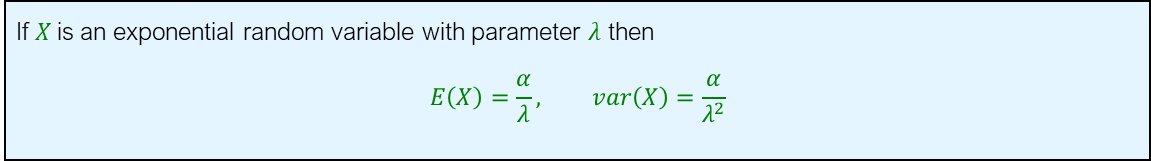 If X is an exponential random variable with parameter λ then
E(X) = α/λ, var(X) = α/λ²